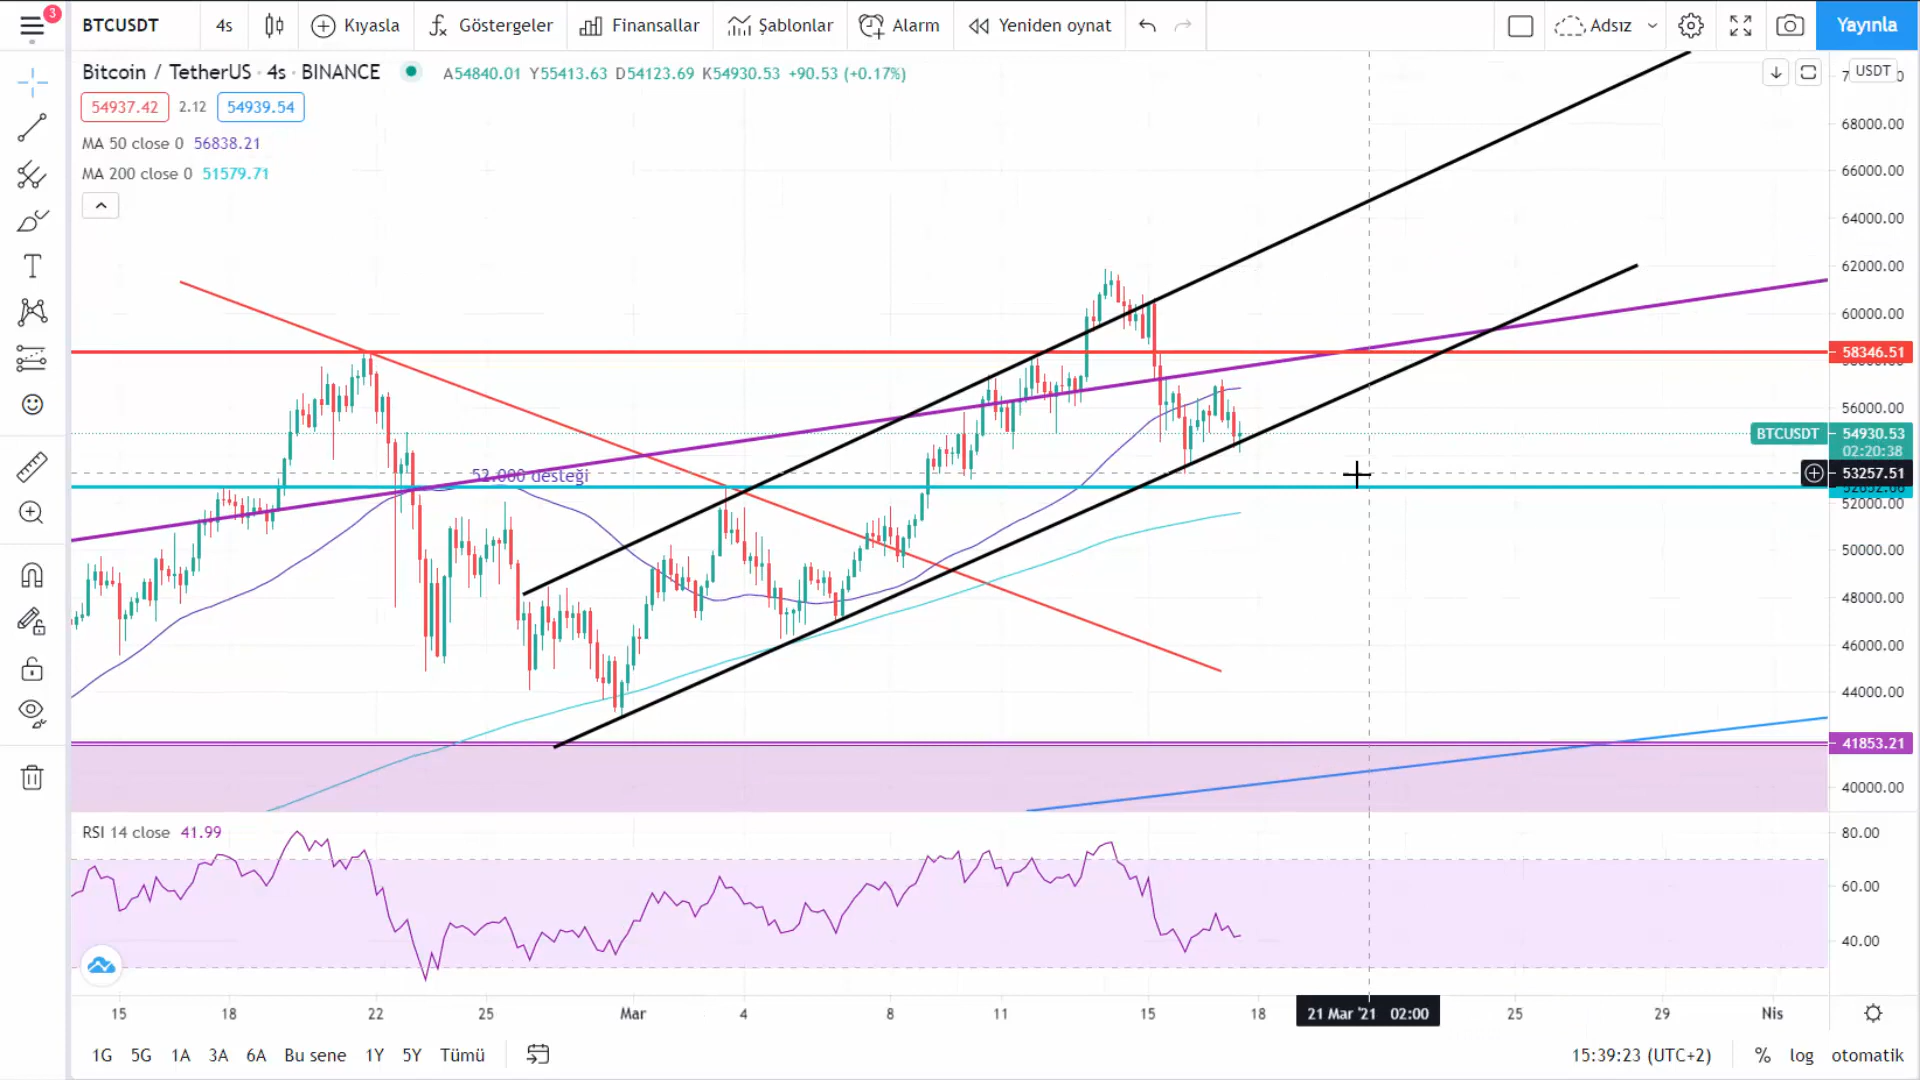 3
BTCUSDT 4s Kıyasla Göstergeler Finansallar Şablonlar Alarm Yeniden oynat Adsız Yayınla
Bitcoin / TetherUS · 4s · BINANCE A54840.01 Y55413.63 D54123.69 K54930.53 +90.53 (+0.17%)
USDT
54937.42 2.12 54939.54
MA 50 close 0 56838.21
MA 200 close 0 51579.71
68000.00
66000.00
64000.00
62000.00
60000.00
58346.51
56000.00
BTCUSDT 54930.53
02:20:38
53257.51
52.000 desteği
52000.00
50000.00
48000.00
46000.00
44000.00
41853.21
40000.00
RSI 14 close 41.99
80.00
60.00
40.00
15 18 22 25 Mar 4 8 11 15 18 21 Mar '21 02:00 25 29 Nis
1G 5G 1A 3A 6A Bu sene 1Y 5Y Tümü 15:39:23 (UTC+2) % log otomatik